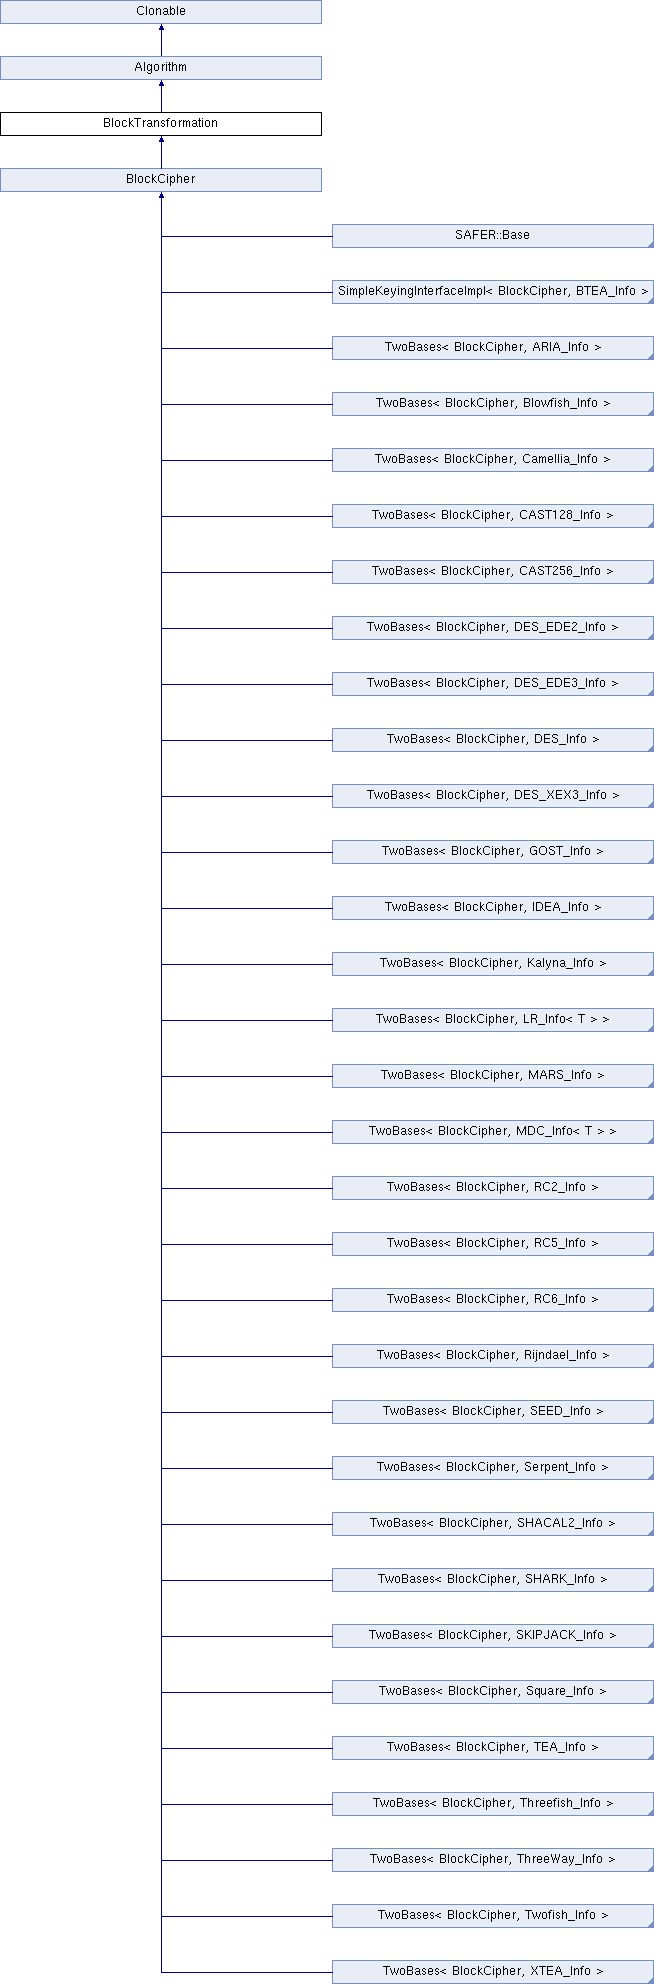 Clonable
Algorithm
BlockTransformation
BlockCipher
SAFER::Base
SimpleKeyingInterfaceImpl< BlockCipher, BTEA_Info >
TwoBases< BlockCipher, ARIA_Info >
TwoBases< BlockCipher, Blowfish_Info >
TwoBases< BlockCipher, Camellia_Info >
TwoBases< BlockCipher, CAST128_Info >
TwoBases< BlockCipher, CAST256_Info >
TwoBases< BlockCipher, DES_EDE2_Info >
TwoBases< BlockCipher, DES_EDE3_Info >
TwoBases< BlockCipher, DES_Info >
TwoBases< BlockCipher, DES_XEX3_Info >
TwoBases< BlockCipher, GOST_Info >
TwoBases< BlockCipher, IDEA_Info >
TwoBases< BlockCipher, Kalyna_Info >
TwoBases< BlockCipher, LR_Info< T > >
TwoBases< BlockCipher, MARS_Info >
TwoBases< BlockCipher, MDC_Info< T > >
TwoBases< BlockCipher, RC2_Info >
TwoBases< BlockCipher, RC5_Info >
TwoBases< BlockCipher, RC6_Info >
TwoBases< BlockCipher, Rijndael_Info >
TwoBases< BlockCipher, SEED_Info >
TwoBases< BlockCipher, Serpent_Info >
TwoBases< BlockCipher, SHACAL2_Info >
TwoBases< BlockCipher, SHARK_Info >
TwoBases< BlockCipher, SKIPJACK_Info >
TwoBases< BlockCipher, Square_Info >
TwoBases< BlockCipher, TEA_Info >
TwoBases< BlockCipher, Threefish_Info >
TwoBases< BlockCipher, ThreeWay_Info >
TwoBases< BlockCipher, Twofish_Info >
TwoBases< BlockCipher, XTEA_Info >